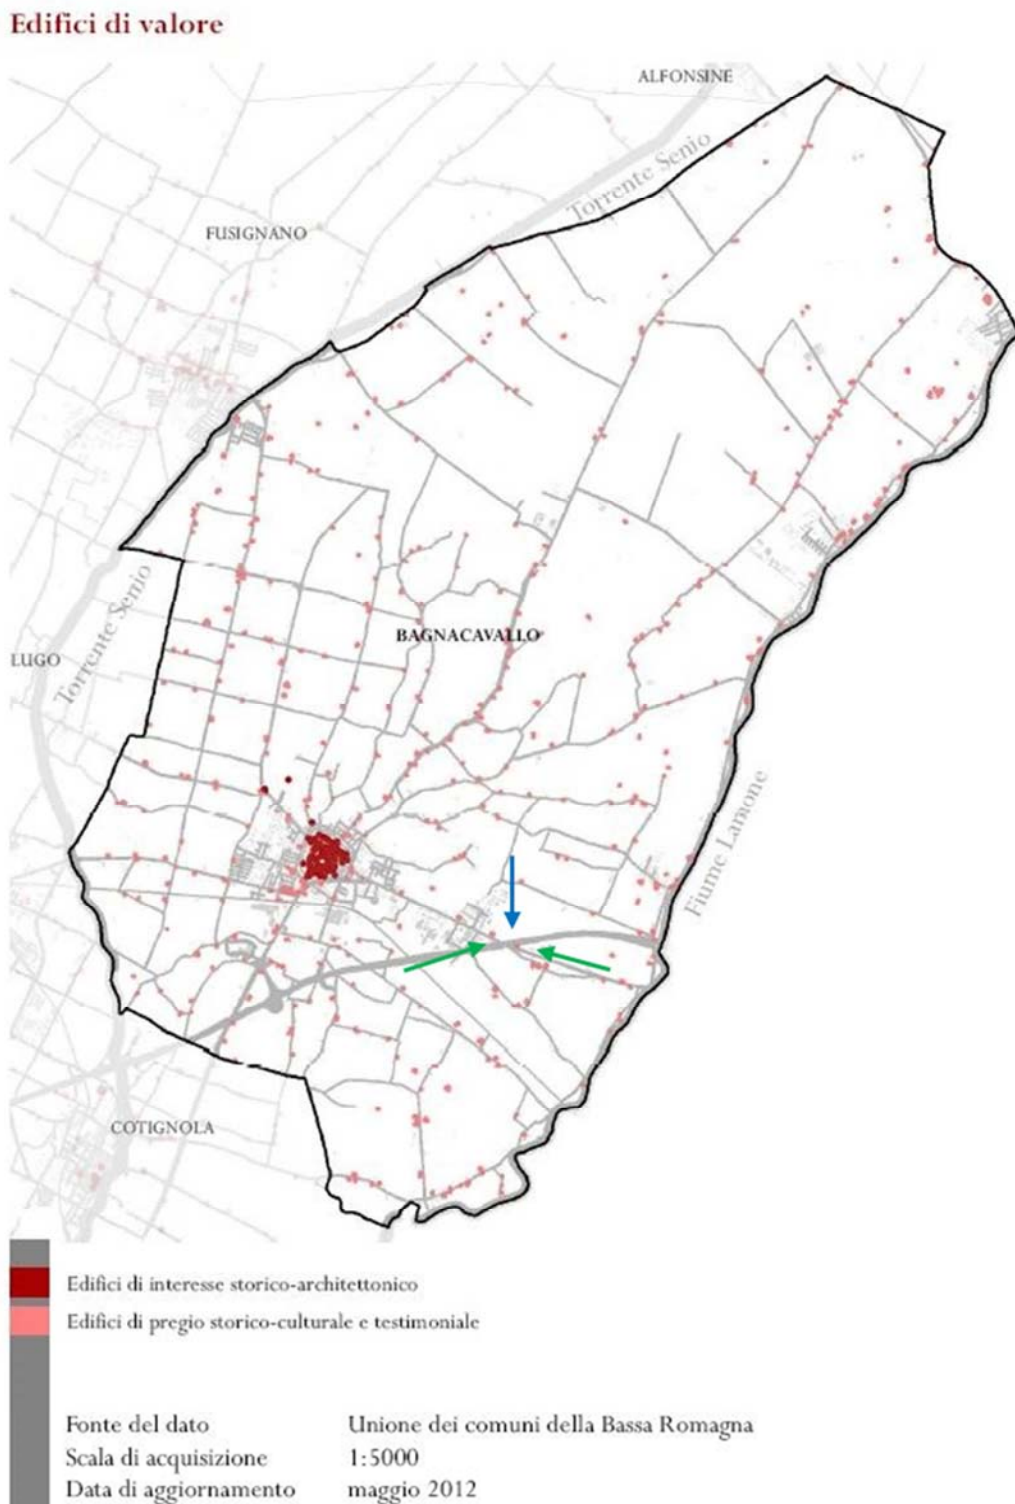 Edifici di valore
ALFONSINE
Torrente Senio
FUSIGNANO
BAGNACAVALLO
Torrente Senio
LUGO
Fiume Lamone
COTIGNOLA
Edifici di interesse storico-architettonico
Edifici di pregio storico-culturale e testimoniale
Fonte del dato Unione dei comuni della Bassa Romagna
Scala di acquisizione 1:5000
Data di aggiornamento maggio 2012